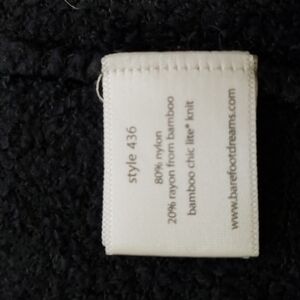 style 436
80% nylon
20% rayon from bamboo
bamboo chic lite® knit
www.barefootdreams.com